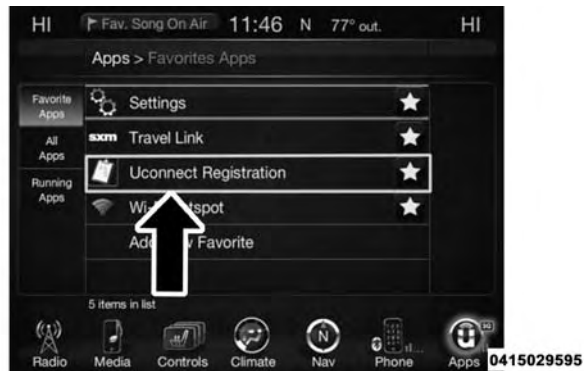 HI Fav. Song On Air 11:46 N 77° out. HI
Apps > Favorites Apps
Favorite Apps
All Apps
Running Apps
Settings
sxm Travel Link
Uconnect Registration
Wi-Fi Hotspot
Add New Favorite
5 items in list
N
3G
Radio Media Controls Climate Nav Phone Apps
0415029595